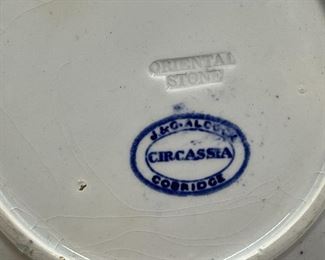 ORIENTAL
STONE
J & G. ALCOCK
CIRCASSIA
COBRIDGE